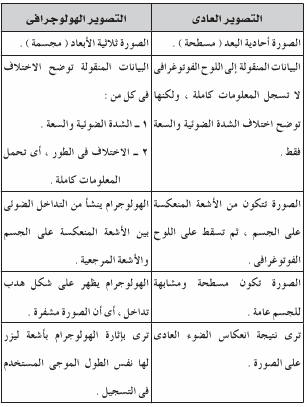 التصوير العادى
التصوير الهولوجرافى
الصورة أحادية البعد ( مسطحة ) .
الصورة ثلاثية الأبعاد ( مجسمة ) .
البيانات المنقولة إلى اللوح الفوتوغرافى
لا تسجل المعلومات كاملة ، ولكنها
توضح اختلاف الشدة الضوئية والسعة
فقط .
البيانات المنقولة توضح الاختلاف
فى كل من :
١ ـ الشدة الضوئية والسعة .
٢ ـ الاختلاف فى الطور ، أى تحمل
المعلومات كاملة .
الصورة تتكون من الأشعة المنعكسة
على الجسم ، ثم تسقط على اللوح
الفوتوغرافى .
الهولوجرام ينشأ من التداخل الضوئى
بين الأشعة المنعكسة على الجسم
والأشعة المرجعية .
الصورة تكون مسطحة ومشابهة
للجسم عامة .
الهولوجرام يظهر على شكل هدب
تداخل ، أى أن الصورة مشفرة .
ترى نتيجة انعكاس الضوء العادى
على الصورة .
ترى بإثارة الهولوجرام بأشعة ليزر
لها نفس الطول الموجى المستخدم
فى التسجيل .